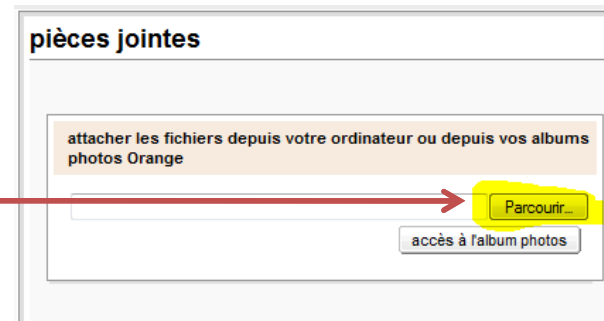 pièces jointes
attacher les fichiers depuis votre ordinateur ou depuis vos albums
photos Orange
Parcourir...
accès à l'album photos